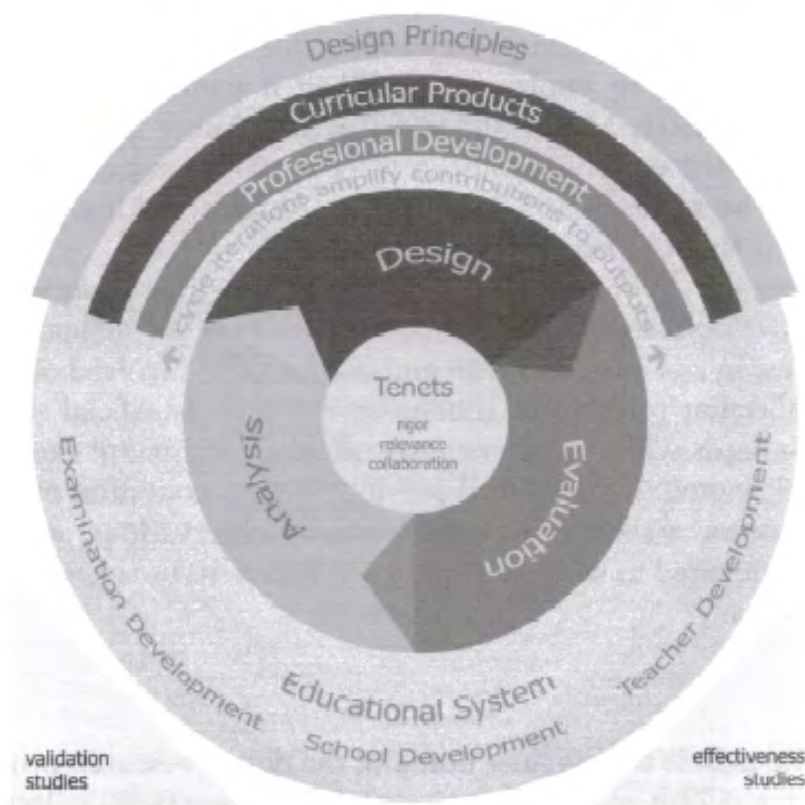 Design Principles
Curricular Products
Professional Development
cycle iterations amplify contributions to outputs
Design
Tenets
rigor
relevance
collaboration
Analysis
Evaluation
Examination Development
Educational System
School Development
Teacher Development
validation
studies
effectiveness
studies